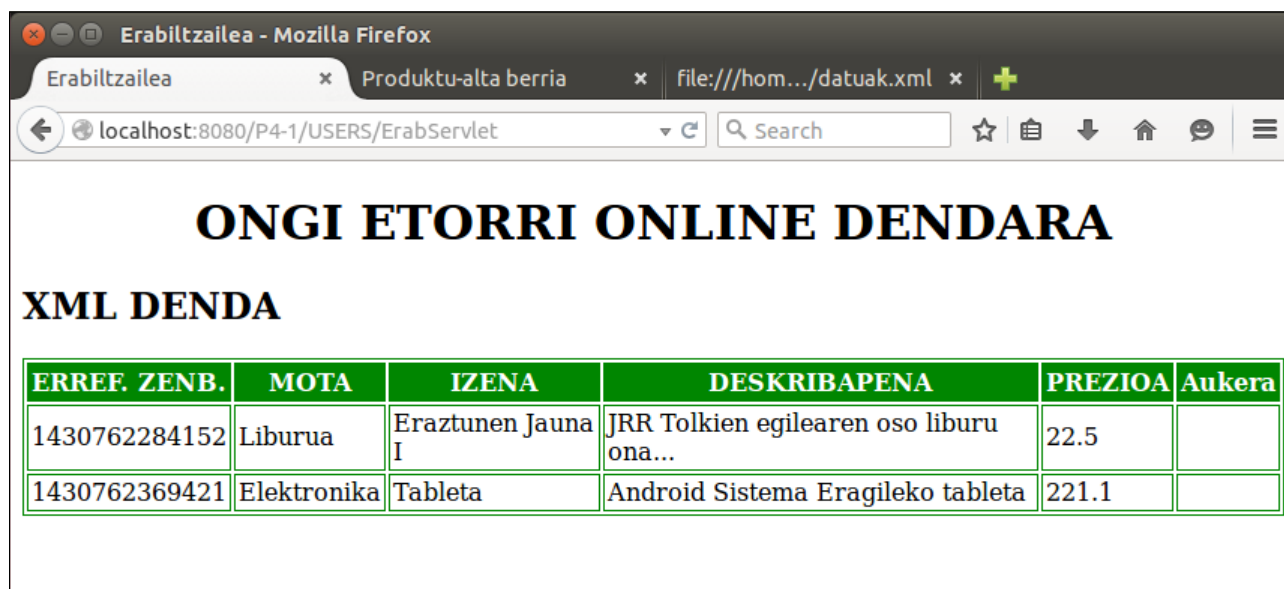 Erabiltzailea - Mozilla Firefox
Erabiltzailea Produktu-alta berria file:///hom.../datuak.xml
localhost:8080/P4-1/USERS/ErabServlet Search
ONGI ETORRI ONLINE DENDARA
XML DENDA
ERREF. ZENB. MOTA IZENA DESKRIBAPENA PREZIOA Aukera
1430762284152 Liburua Eraztunen Jauna I JRR Tolkien egilearen oso liburu ona... 22.5
1430762369421 Elektronika Tableta Android Sistema Eragileko tableta 221.1